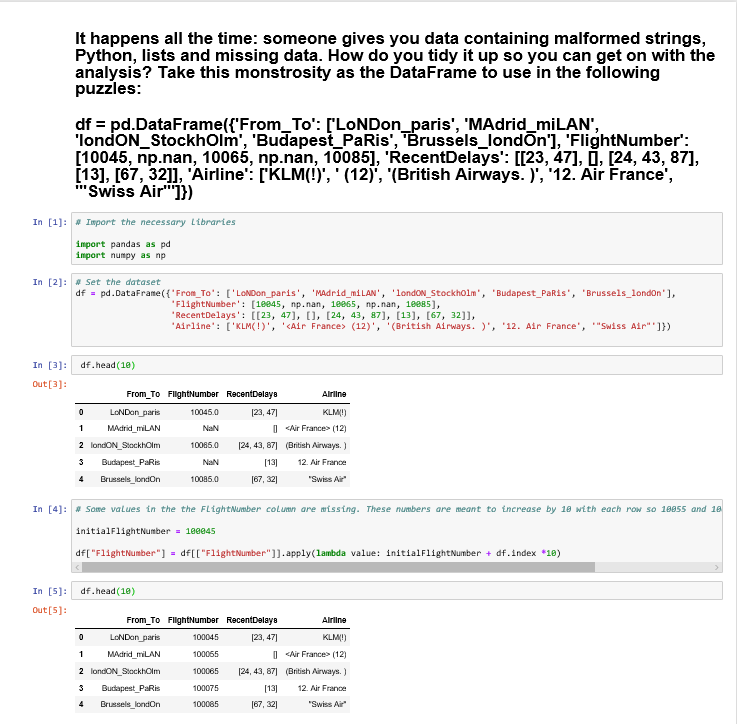 It happens all the time: someone gives you data containing malformed strings,
Python, lists and missing data. How do you tidy it up so you can get on with the
analysis? Take this monstrosity as the DataFrame to use in the following
puzzles:
df = pd.DataFrame({'From_To': ['LoNDon_paris', 'MAdrid_miLAN',
'londON_StockhOlm', 'Budapest_PaRis', 'Brussels_londOn'], 'FlightNumber':
[10045, np.nan, 10065, np.nan, 10085], 'RecentDelays': [[23, 47], [], [24, 43, 87],
[13], [67, 32]], 'Airline': ['KLM(!)', ' (12)', '(British Airways. )', '12. Air France',
'"Swiss Air"']})
In [1]: # Import the necessary libraries
import pandas as pd
import numpy as np
In [2]: # Set the dataset
df = pd.DataFrame({'From_To': ['LoNDon_paris', 'MAdrid_miLAN', 'londON_StockhOlm', 'Budapest_PaRis', 'Brussels_londOn'],
'FlightNumber': [10045, np.nan, 10065, np.nan, 10085],
'RecentDelays': [[23, 47], [], [24, 43, 87], [13], [67, 32]],
'Airline': ['KLM(!)', '<Air France> (12)', '(British Airways. )', '12. Air France', '"Swiss Air"']})
In [3]: df.head(10)
Out[3]:
From_To FlightNumber RecentDelays Airline
0 LoNDon_paris 10045.0 [23, 47] KLM(!)
1 MAdrid_miLAN NaN [] <Air France> (12)
2 londON_StockhOlm 10065.0 [24, 43, 87] (British Airways. )
3 Budapest_PaRis NaN [13] 12. Air France
4 Brussels_londOn 10085.0 [67, 32] "Swiss Air"
In [4]: # Some values in the the FlightNumber column are missing. These numbers are meant to increase by 10 with each row so 10055 and 10
initialFlightNumber = 100045
df["FlightNumber"] = df[["FlightNumber"]].apply(lambda value: initialFlightNumber + df.index *10)
In [5]: df.head(10)
Out[5]:
From_To FlightNumber RecentDelays Airline
0 LoNDon_paris 100045 [23, 47] KLM(!)
1 MAdrid_miLAN 100055 [] <Air France> (12)
2 londON_StockhOlm 100065 [24, 43, 87] (British Airways. )
3 Budapest_PaRis 100075 [13] 12. Air France
4 Brussels_londOn 100085 [67, 32] "Swiss Air"